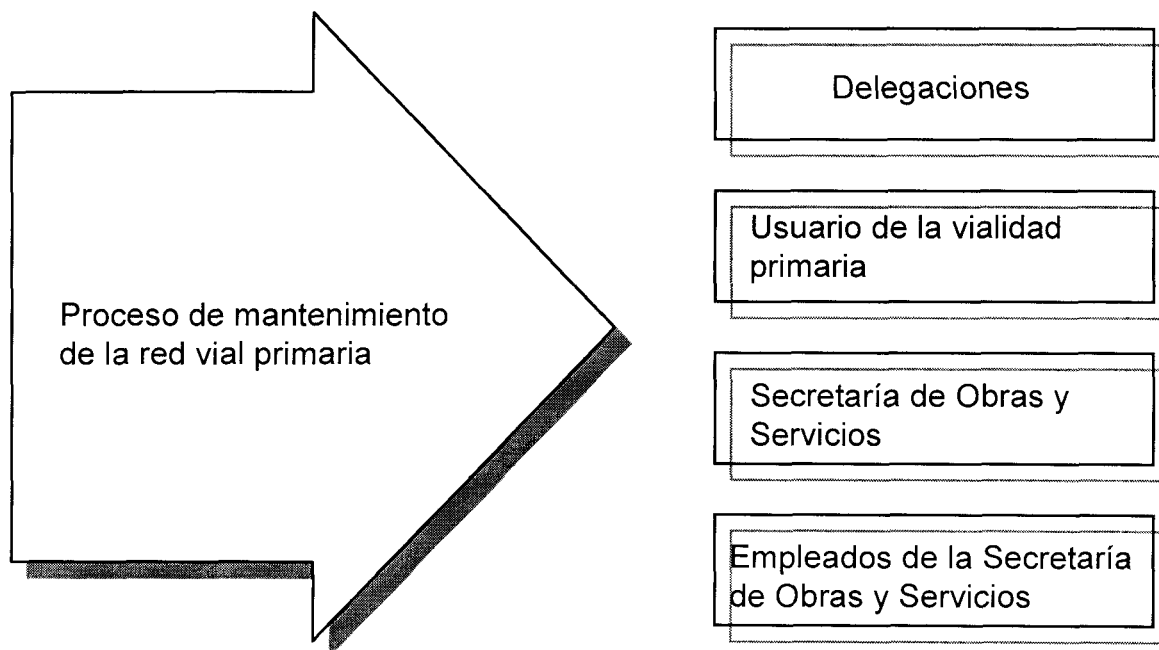 Proceso de mantenimiento
de la red vial primaria
Delegaciones
Usuario de la vialidad
primaria
Secretaría de Obras y
Servicios
Empleados de la Secretaría
de Obras y Servicios